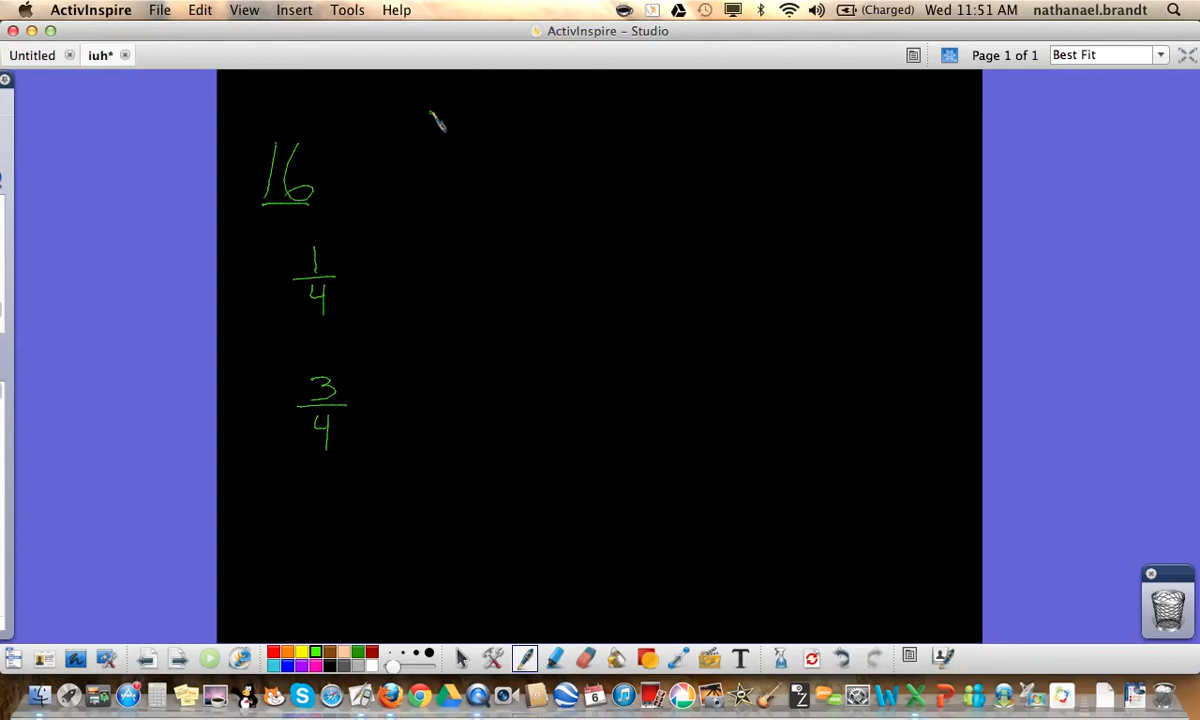 ActivInspire File Edit View Insert Tools Help (Charged) Wed 11:51 AM nathanael.brandt
ActivInspire – Studio
Untitled iuh* Page 1 of 1 Best Fit
16
1
4
3
4